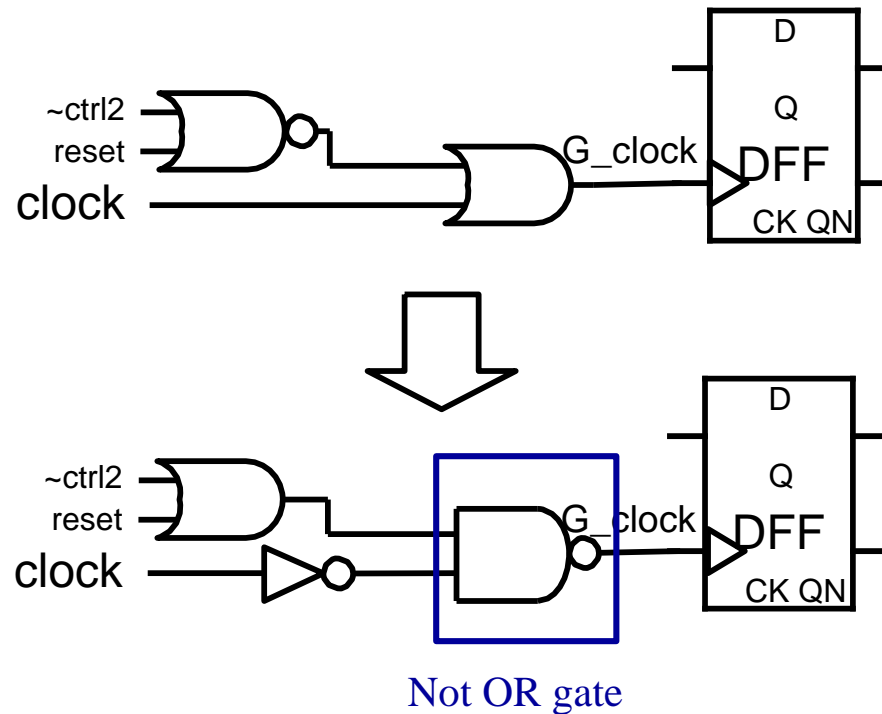 D
~ctrl2
Q
reset
G_clock
DFF
clock
CK QN
D
~ctrl2
Q
reset
G_clock
DFF
clock
CK QN
Not OR gate